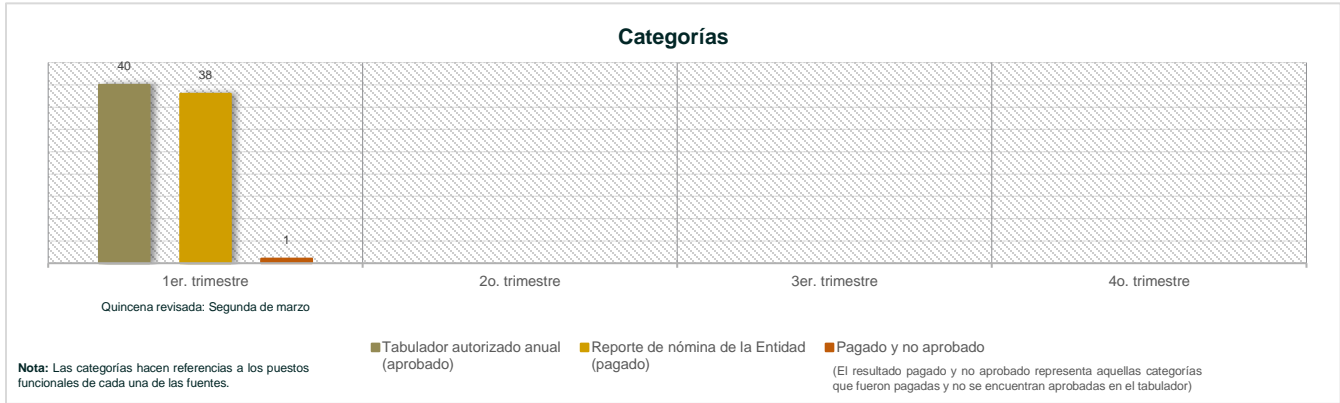 Categorías
40
38
1
1er. trimestre
2o. trimestre
3er. trimestre
4o. trimestre
Quincena revisada: Segunda de marzo
Tabulador autorizado anual
(aprobado)
Reporte de nómina de la Entidad
(pagado)
Pagado y no aprobado
(El resultado pagado y no aprobado representa aquellas categorías
que fueron pagadas y no se encuentran aprobadas en el tabulador)
Nota: Las categorías hacen referencias a los puestos
funcionales de cada una de las fuentes.